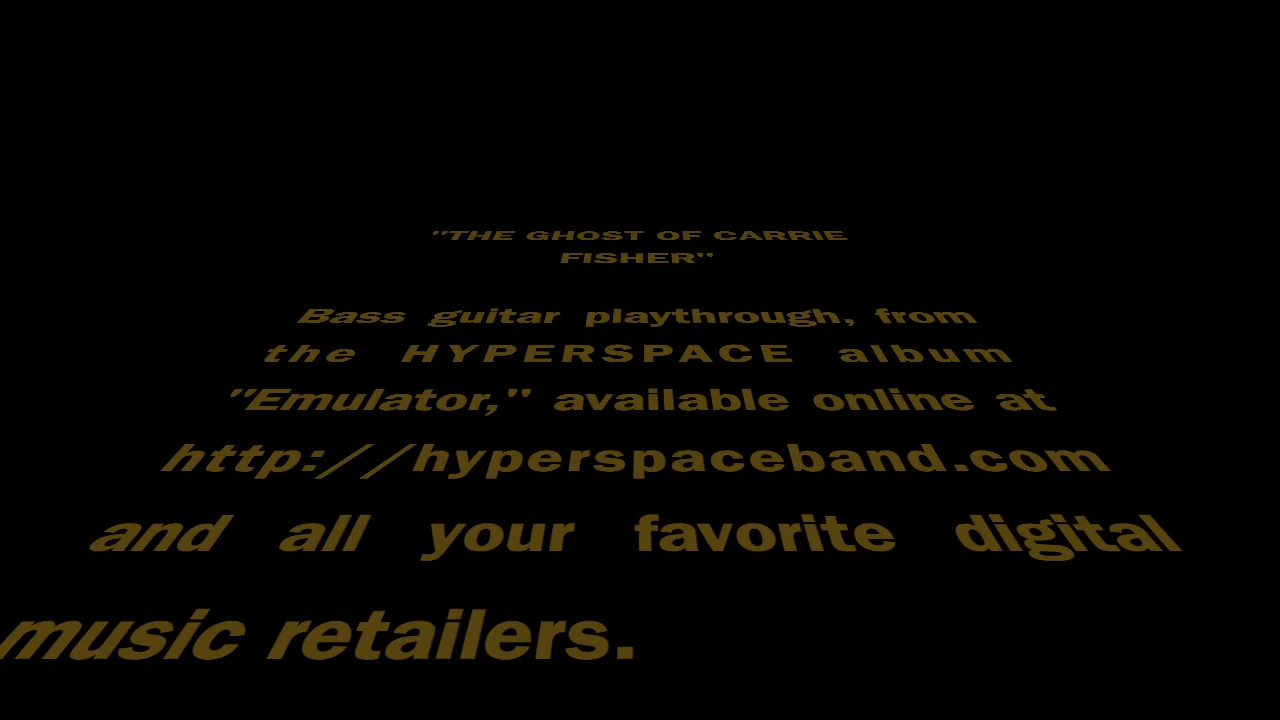 "THE GHOST OF CARRIE
FISHER"
Bass guitar playthrough, from
the HYPERSPACE album
"Emulator," available online at
http://hyperspaceband.com
and all your favorite digital
music retailers.